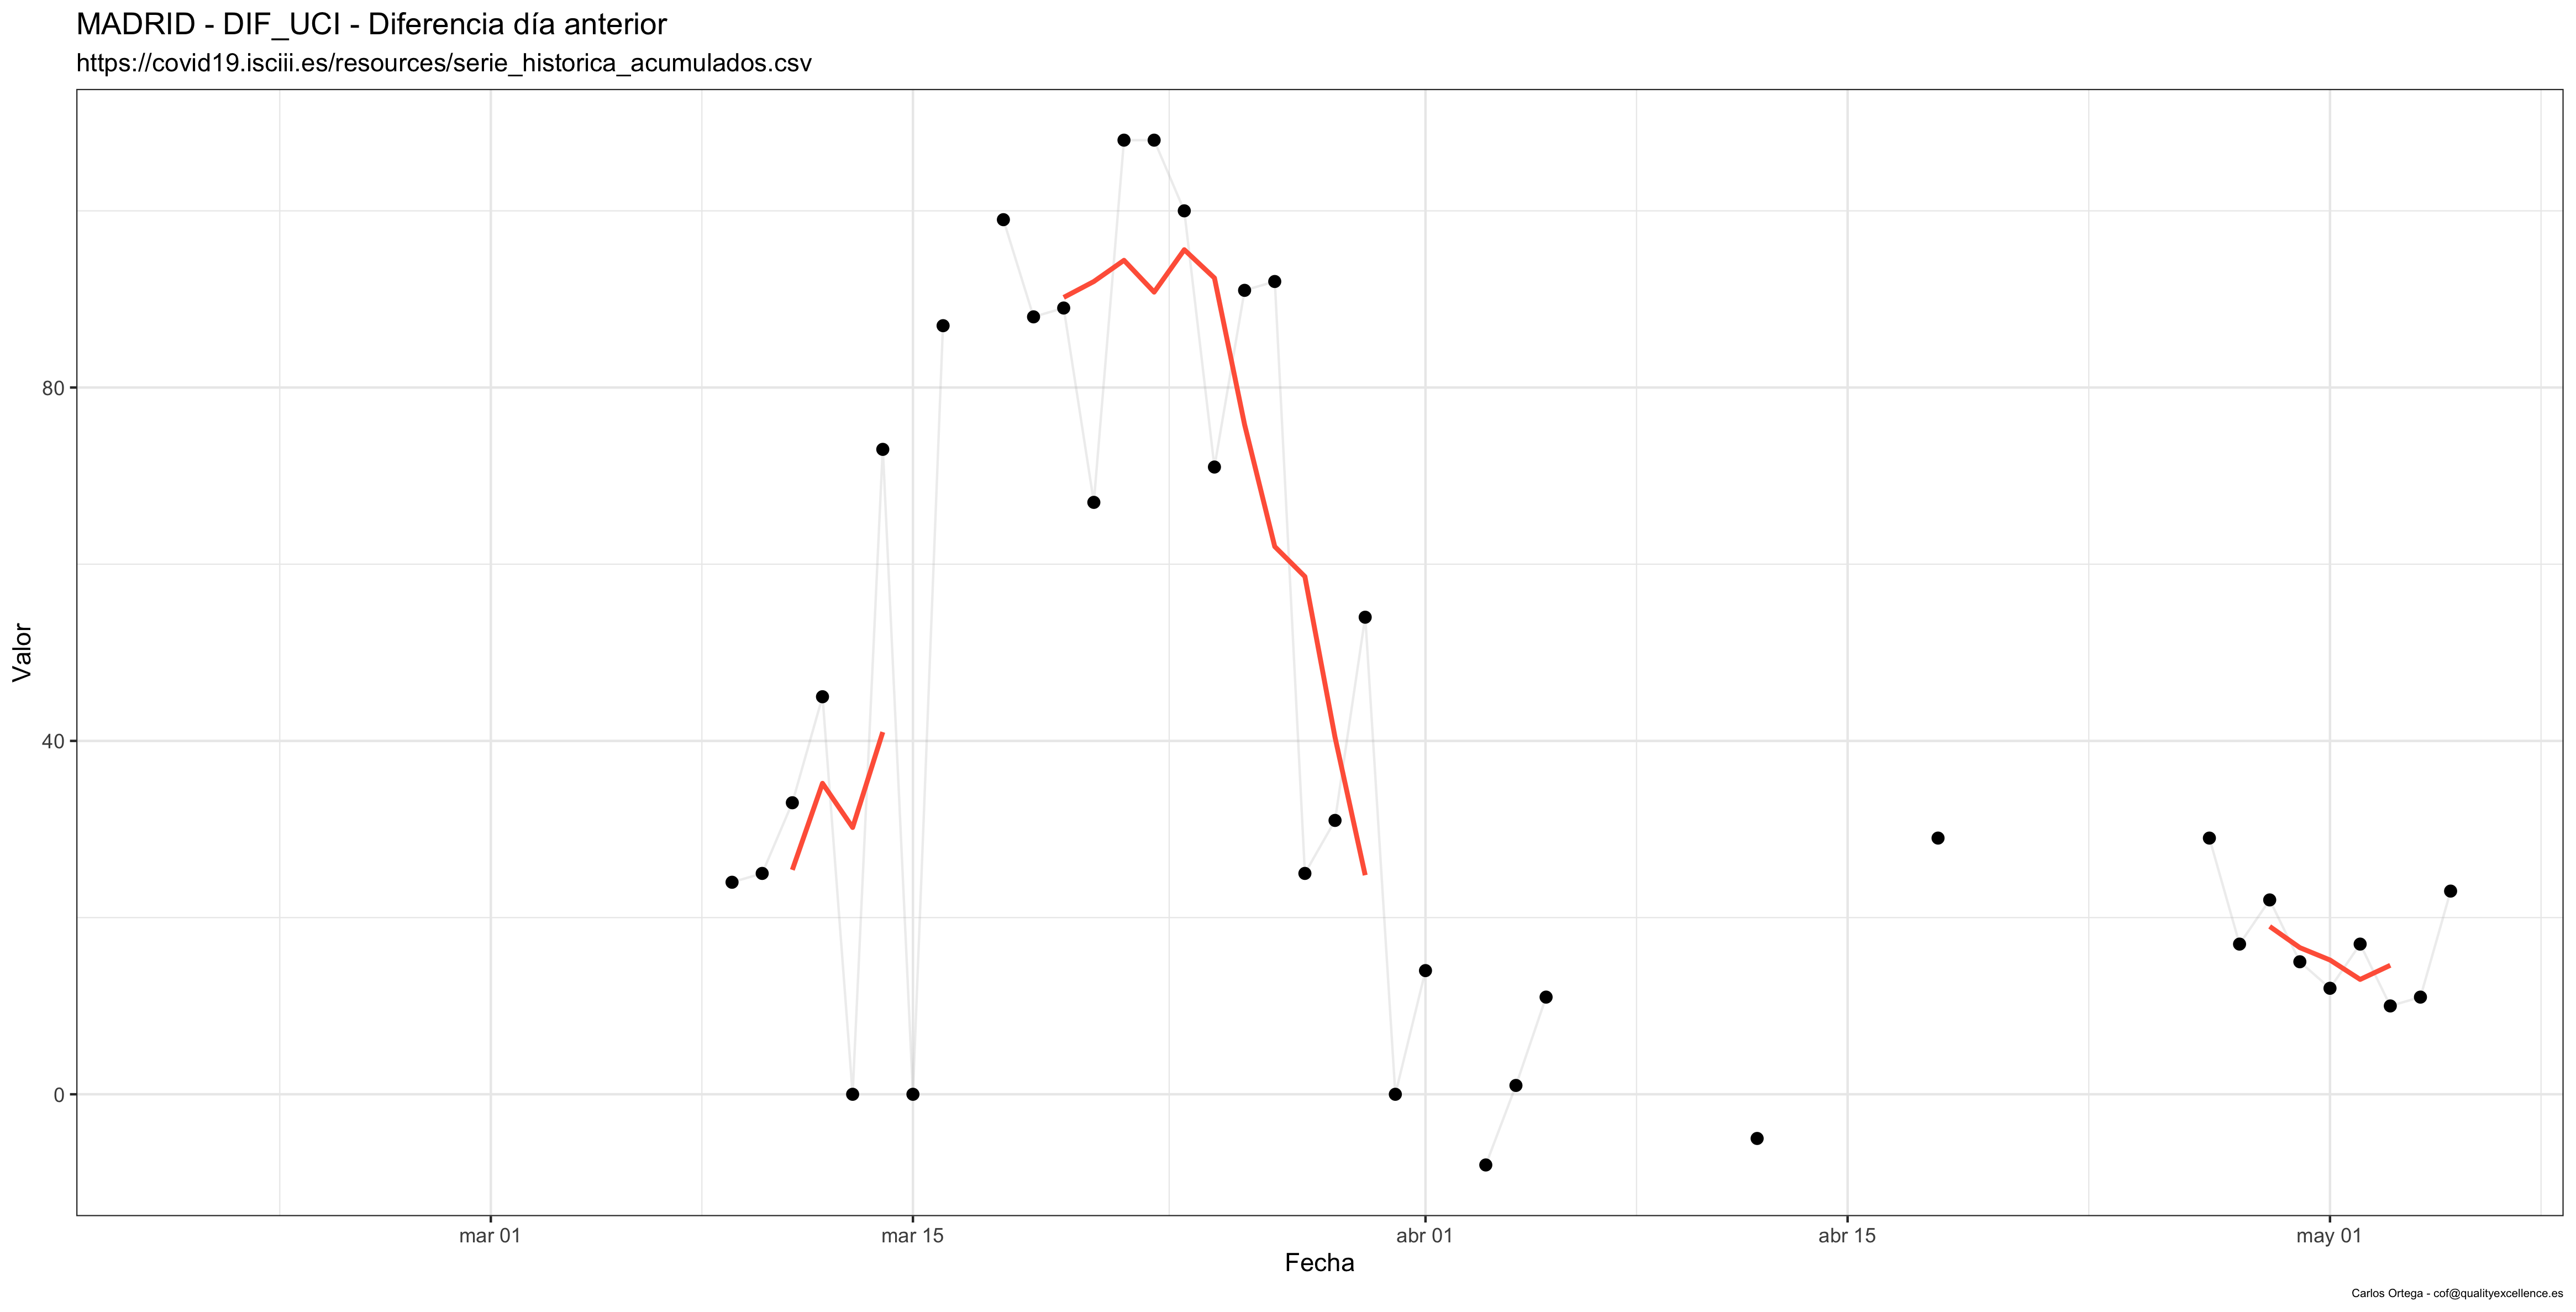 MADRID - DIF_UCI - Diferencia día anterior
https://covid19.isciii.es/resources/serie_historica_acumulados.csv
Valor
80
40
0
mar 01
mar 15
abr 01
abr 15
may 01
Fecha
Carlos Ortega - cof@qualityexcellence.es